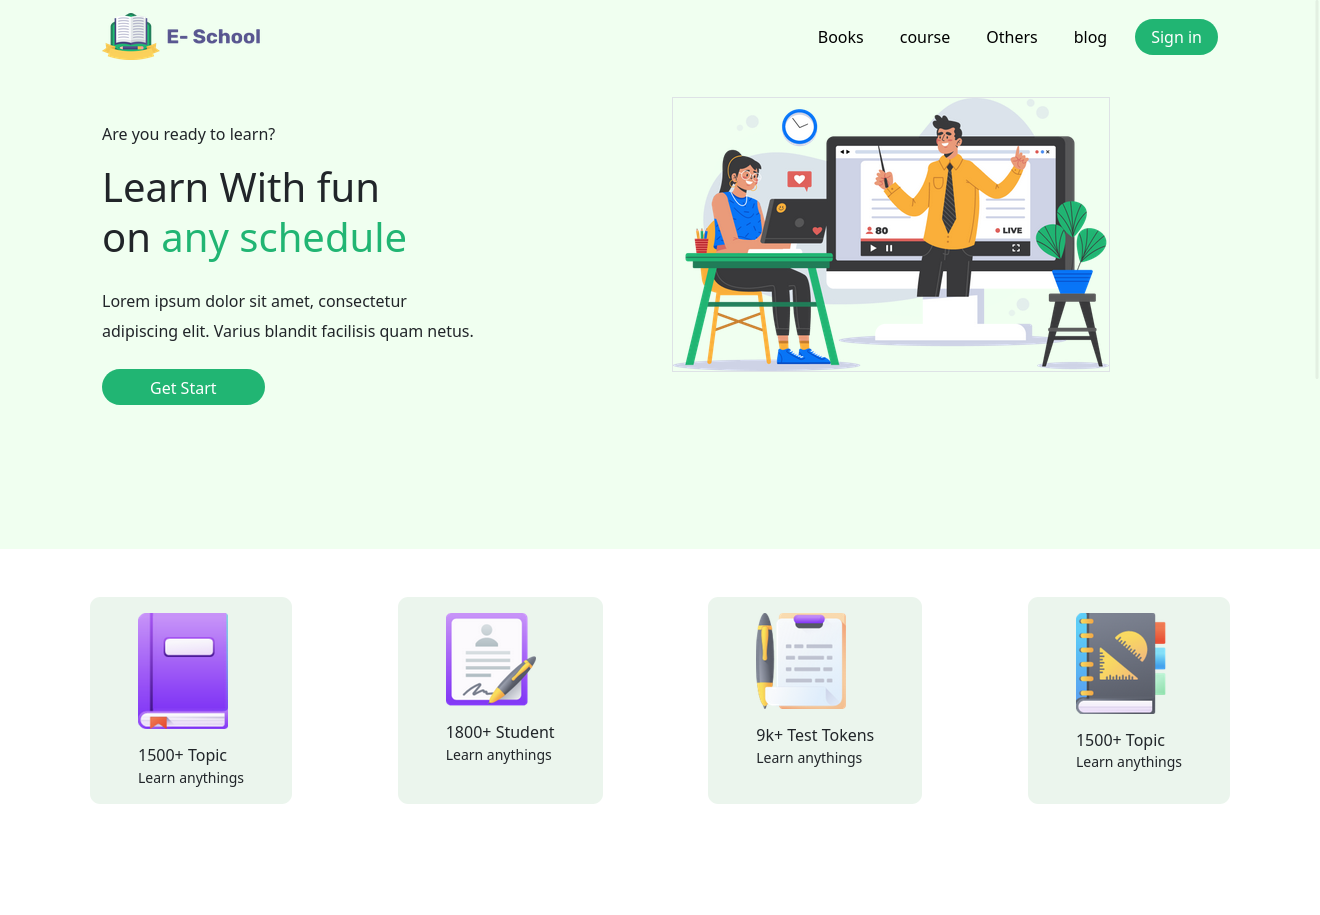 E- School
Books
course
Others
blog
Sign in
Are you ready to learn?
Learn With fun
on any schedule
Lorem ipsum dolor sit amet, consectetur
adipiscing elit. Varius blandit facilisis quam netus.
Get Start
80
LIVE
1500+ Topic
Learn anythings
1800+ Student
Learn anythings
9k+ Test Tokens
Learn anythings
1500+ Topic
Learn anythings